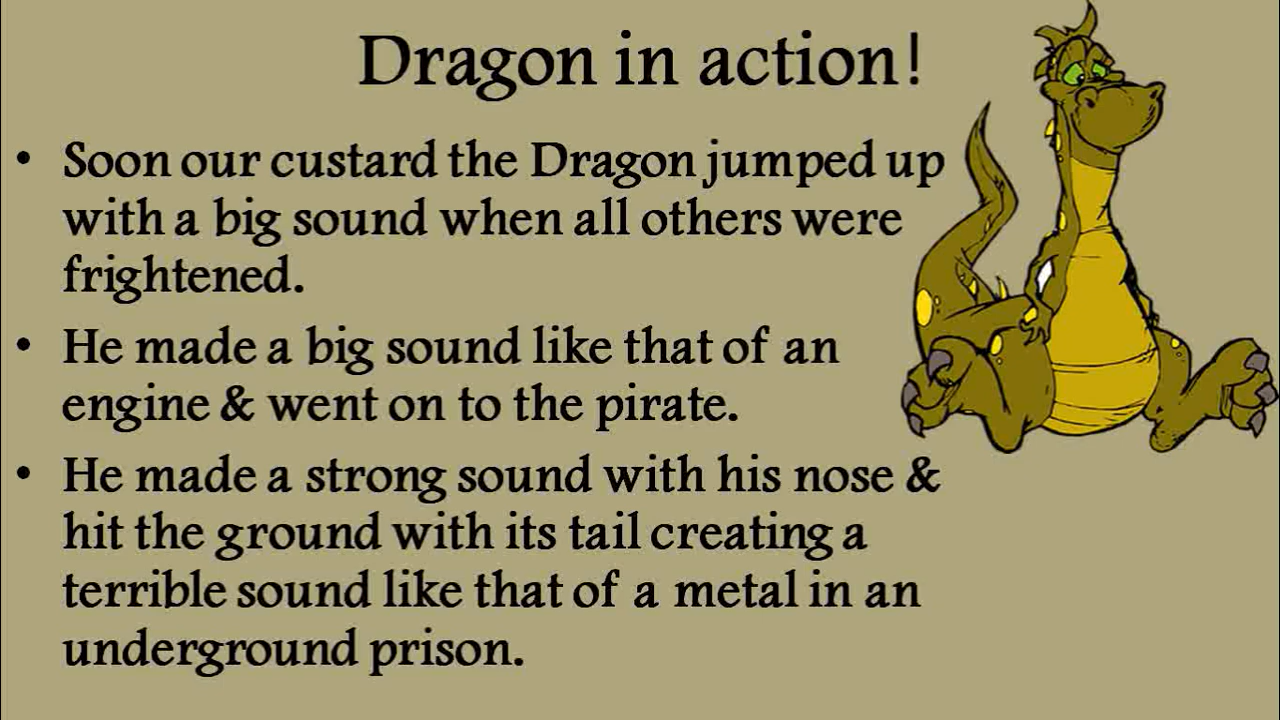 Dragon in action!
• Soon our custard the Dragon jumped up
with a big sound when all others were
frightened.
• He made a big sound like that of an
engine & went on to the pirate.
• He made a strong sound with his nose &
hit the ground with its tail creating a
terrible sound like that of a metal in an
underground prison.